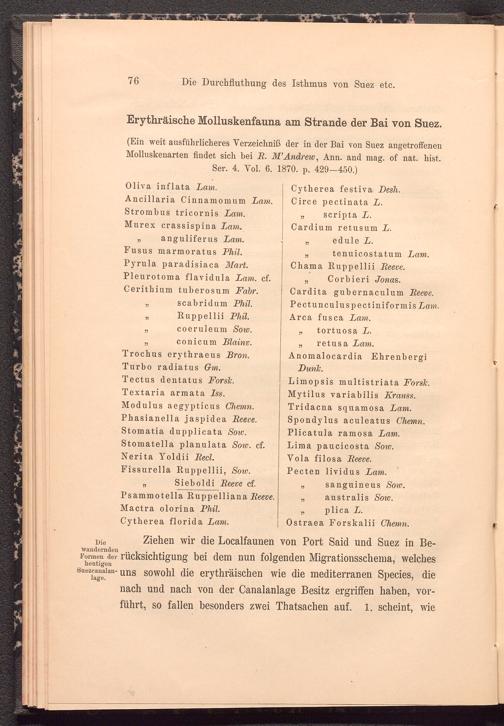 76 Die Durchfluthung des Isthmus von Suez etc.
Erythräische Molluskenfauna am Strande der Bai von Suez.
(Ein weit ausführlicheres Verzeichniß der in der Bai von Suez angetroffenen
Molluskenarten findet sich bei R. M'Andrew, Ann. and mag. of nat. hist.
Ser. 4. Vol. 6. 1870. p. 429—450.)
Oliva inflata Lam.
Ancillaria Cinnamomum Lam.
Strombus tricornis Lam.
Murex crassispina Lam.
„ anguliferus Lam.
Fusus marmoratus Phil.
Pyrula paradisiaca Mart.
Pleurotoma flavidula Lam. cf.
Cerithium tuberosum Fabr.
„ scabridum Phil.
„ Ruppellii Phil.
„ coeruleum Sow.
„ conicum Blainv.
Trochus erythraeus Bron.
Turbo radiatus Gm.
Tectus dentatus Forsk.
Textaria armata Iss.
Modulus aegypticus Chemn.
Phasianella jaspidea Reeve.
Stomatia dupplicata Sow.
Stomatella planulata Sow. cf.
Nerita Yoldii Recl.
Fissurella Ruppellii, Sow.
„ Sieboldi Reeve cf.
Psammotella Ruppelliana Reeve.
Mactra olorina Phil.
Cytherea florida Lam.
Cytherea festiva Desh.
Circe pectinata L.
„ scripta L.
Cardium retusum L.
„ edule L.
„ tenuicostatum Lam.
Chama Ruppellii Reeve.
„ Corbieri Jonas.
Cardita gubernaculum Reeve.
Pectunculus pectiniformis Lam.
Arca fusca Lam.
„ tortuosa L.
„ retusa Lam.
Anomalocardia Ehrenbergi
Dunk.
Limopsis multistriata Forsk.
Mytilus variabilis Krauss.
Tridacna squamosa Lam.
Spondylus aculeatus Chemn.
Plicatula ramosa Lam.
Lima paucicosta Sow.
Vola filosa Reeve.
Pecten lividus Lam.
„ sanguineus Sow.
„ australis Sow.
„ plica L.
Ostraea Forskalii Chemn.
Die
wandernden
Formen der
heutigen
Suezcanalan-
lage.
Ziehen wir die Localfaunen von Port Said und Suez in Be-
rücksichtigung bei dem nun folgenden Migrationsschema, welches
uns sowohl die erythräischen wie die mediterranen Species, die
nach und nach von der Canalanlage Besitz ergriffen haben, vor-
führt, so fallen besonders zwei Thatsachen auf. 1. scheint, wie